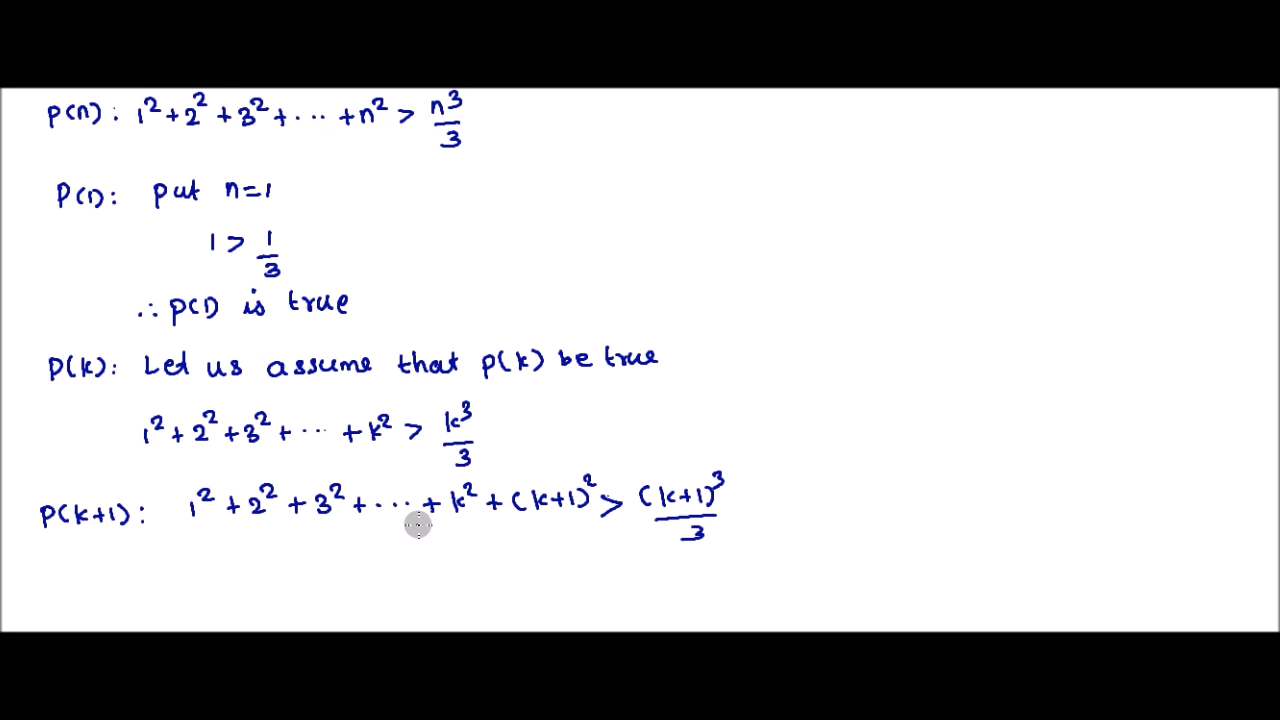 P(n) : 1² + 2² + 3² + ... + n² > n³/3
P(1): put n=1
1 > 1/3
∴ P(1) is true
P(k): Let us assume that P(k) be true
1² + 2² + 3² + ... + k² > k³/3
P(k+1): 1² + 2² + 3² + ... + k² + (k+1)² > (k+1)³/3